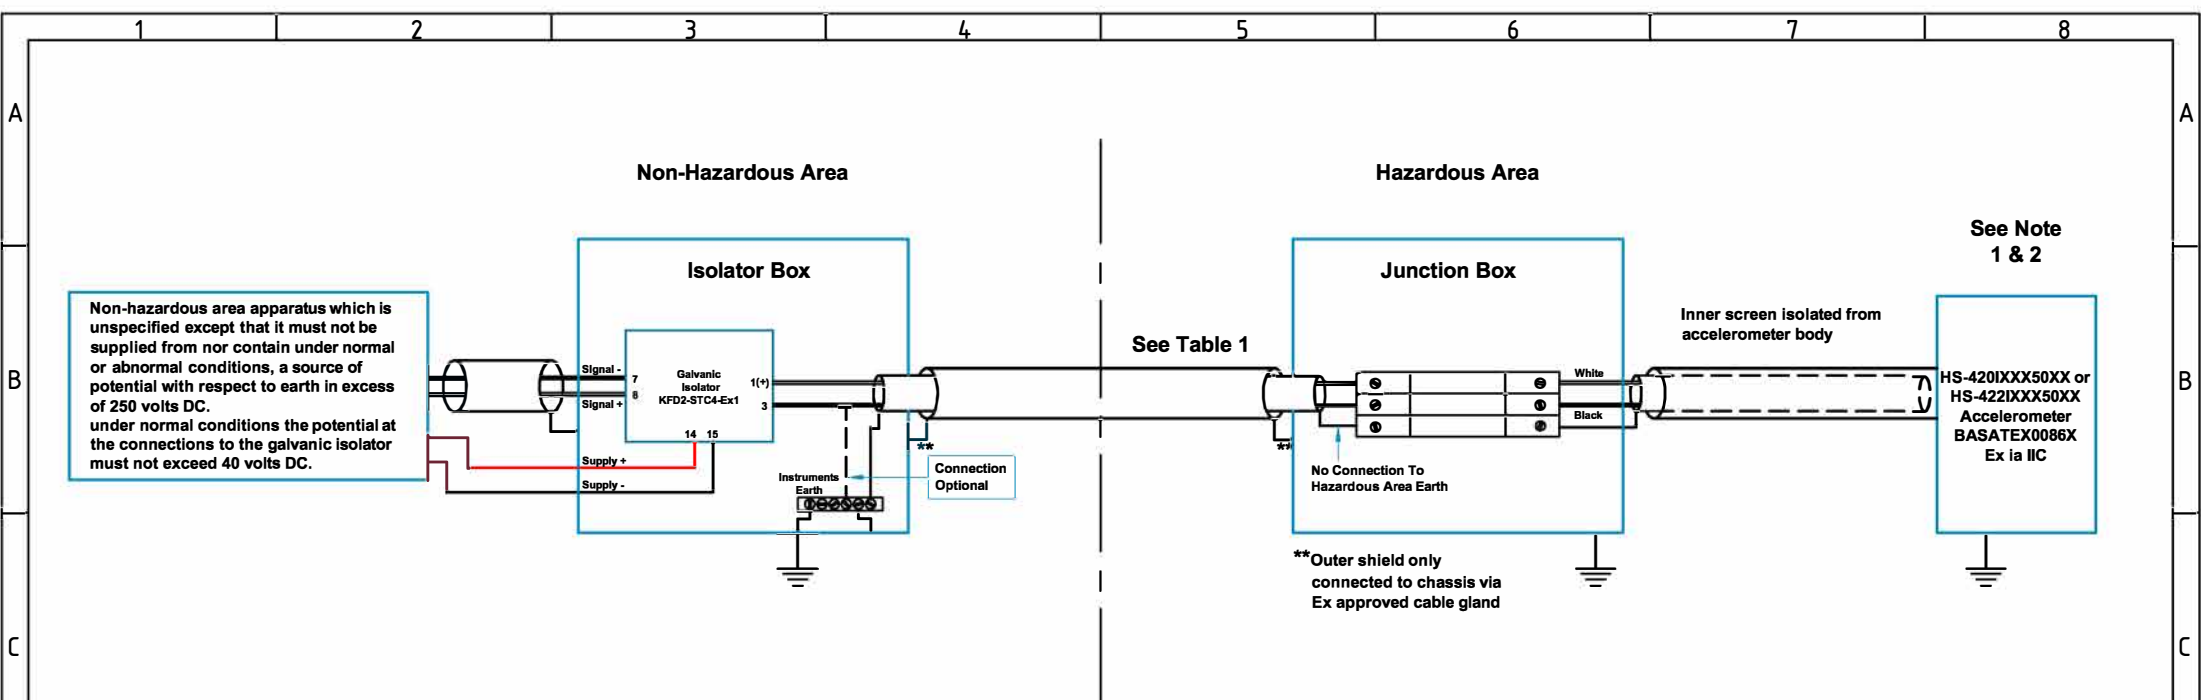 1 2 3 4 5 6 7 8
A A
Non-Hazardous Area
Hazardous Area
See Note
1 & 2
Isolator Box
Junction Box
Non-hazardous area apparatus which is
unspecified except that it must not be
supplied from nor contain under normal
or abnormal conditions, a source of
potential with respect to earth in excess
of 250 volts DC.
under normal conditions the potential at
the connections to the galvanic isolator
must not exceed 40 volts DC.
Inner screen isolated from
accelerometer body
See Table 1
B B
Signal -
7
Signal +
8
Galvanic
Isolator
KFD2-STC4-Ex1
1(+)
3
14 15
Supply +
Supply -
Instruments
Earth
**
Connection
Optional
**
White
Black
No Connection To
Hazardous Area Earth
HS-420IXXX50XX or
HS-422IXXX50XX
Accelerometer
BASATEX0086X
Ex ia IIC
**Outer shield only
connected to chassis via
Ex approved cable gland
C C